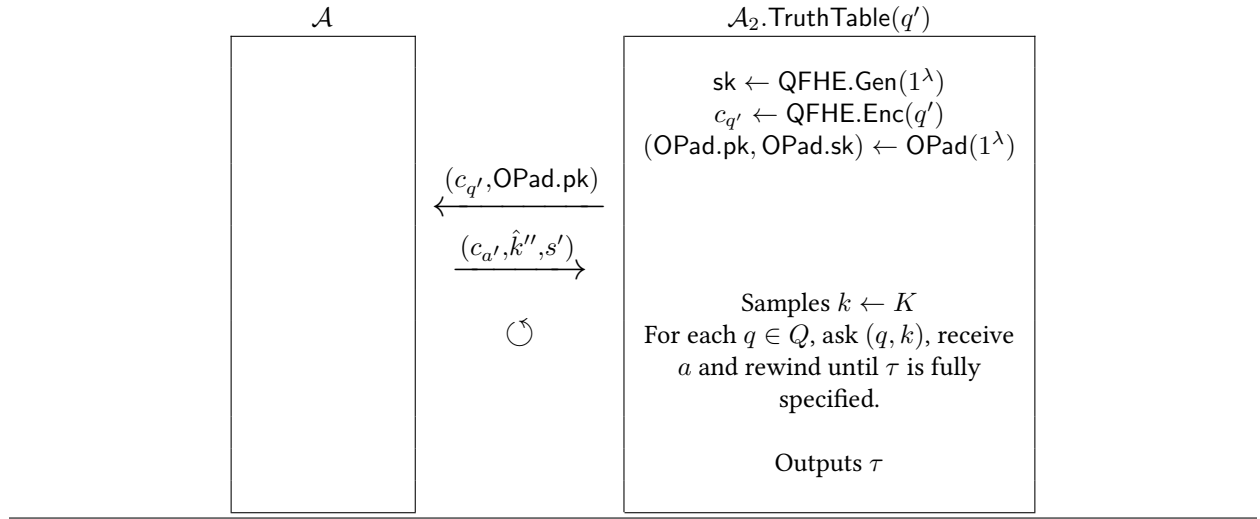 𝒜 𝒜₂.TruthTable(q′)
sk ← QFHE.Gen(1^λ)
c_{q′} ← QFHE.Enc(q′)
(OPad.pk, OPad.sk) ← OPad(1^λ)
(c_{q′},OPad.pk)
(c_{a′},k̂″,s′)
Samples k ← K
For each q ∈ Q, ask (q, k), receive
a and rewind until τ is fully
specified.
Outputs τ